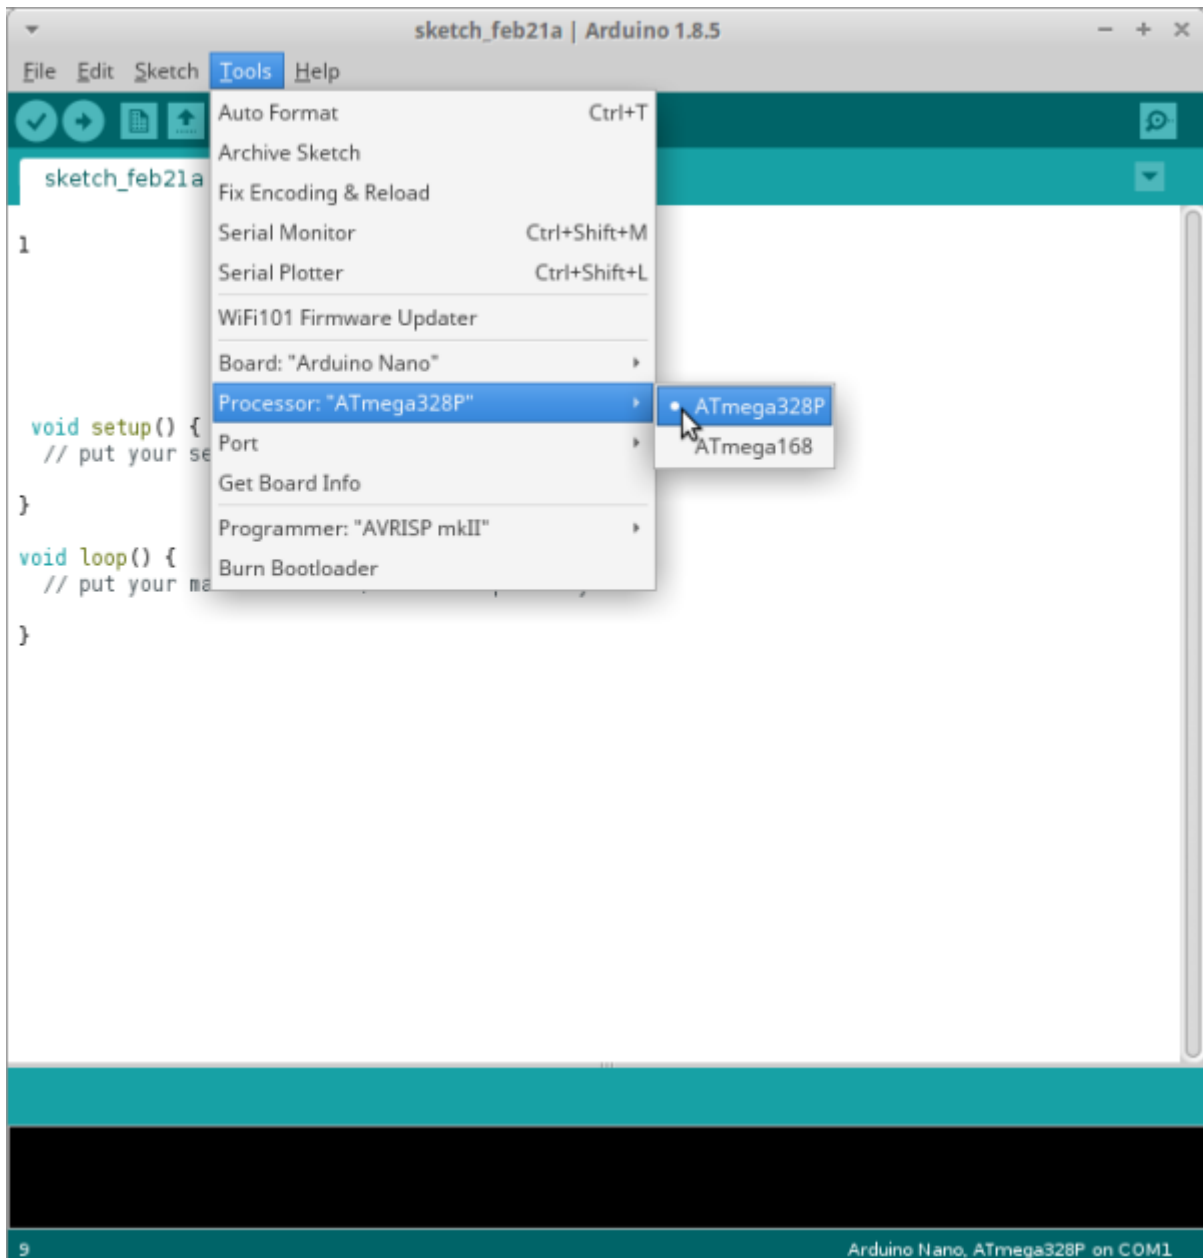 sketch_feb21a | Arduino 1.8.5
File Edit Sketch Tools Help
sketch_feb21a
Auto Format Ctrl+T
Archive Sketch
Fix Encoding & Reload
Serial Monitor Ctrl+Shift+M
Serial Plotter Ctrl+Shift+L
WiFi101 Firmware Updater
Board: "Arduino Nano"
Processor: "ATmega328P"
Port
Get Board Info
Programmer: "AVRISP mkII"
Burn Bootloader
ATmega328P
ATmega168
1
void setup() {
// put your se
}
void loop() {
// put your ma
}
9
Arduino Nano, ATmega328P on COM1